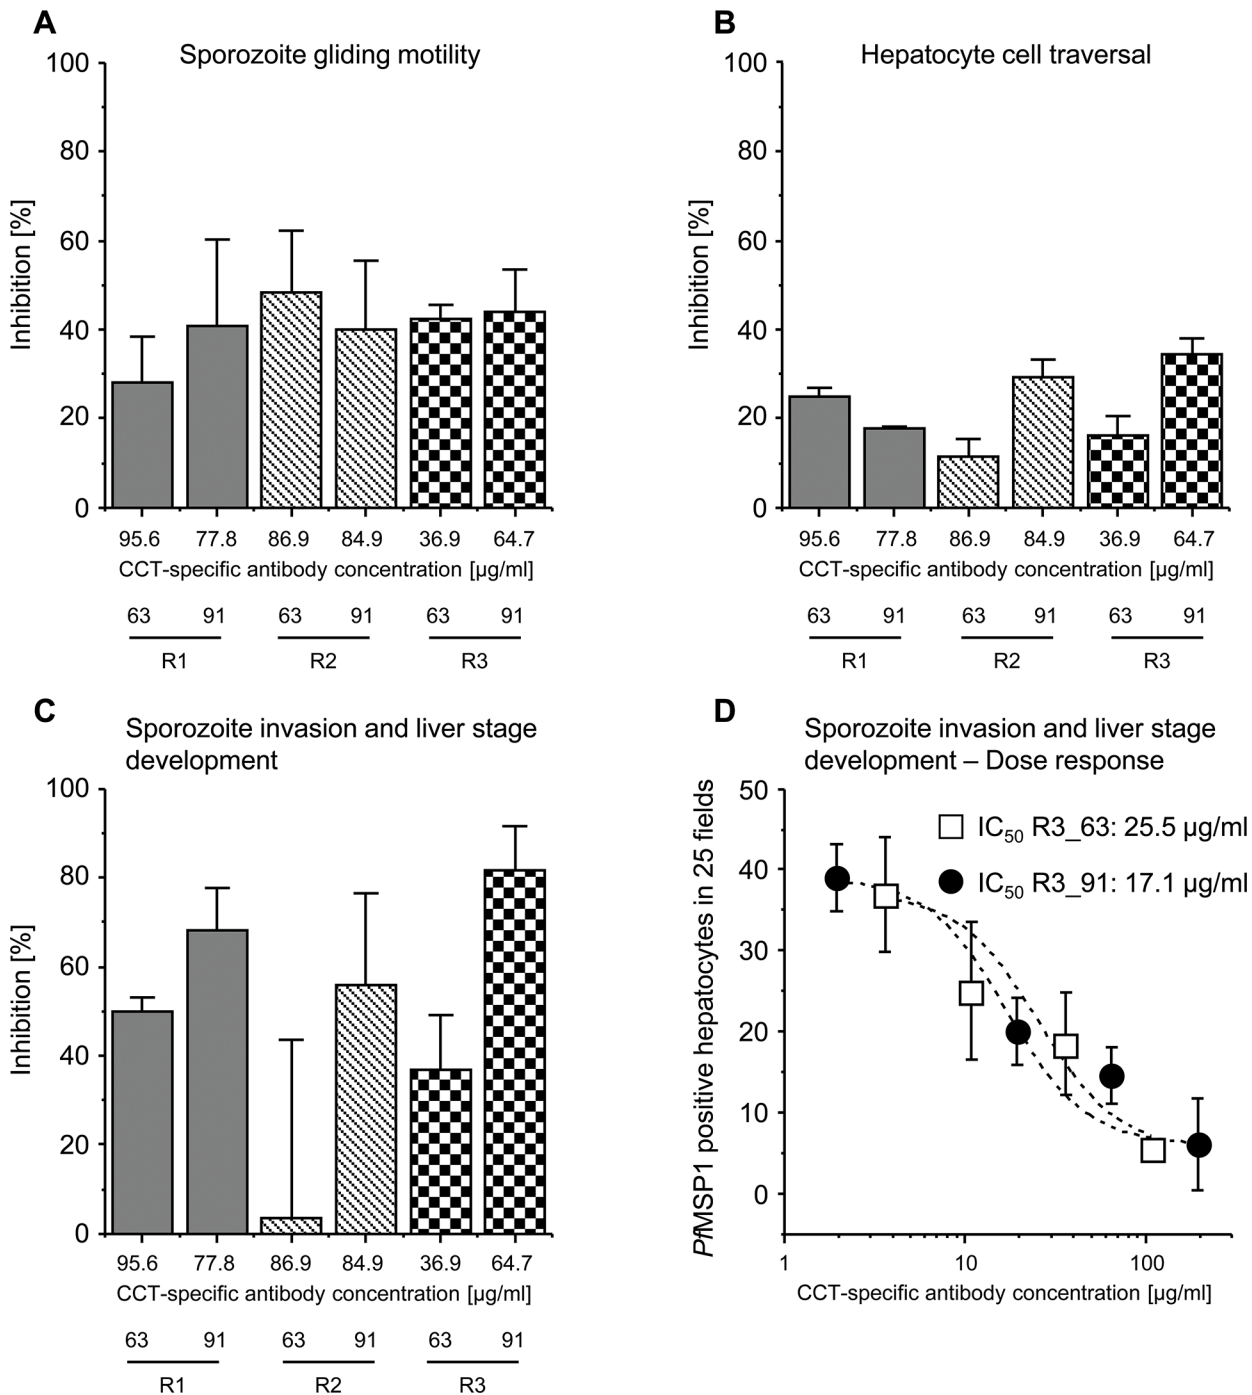 A
Sporozoite gliding motility
Inhibition [%]
100
80
60
40
20
0
95.6 77.8 86.9 84.9 36.9 64.7
CCT-specific antibody concentration [µg/ml]
63 91 63 91 63 91
R1 R2 R3
B
Hepatocyte cell traversal
Inhibition [%]
100
80
60
40
20
0
95.6 77.8 86.9 84.9 36.9 64.7
CCT-specific antibody concentration [µg/ml]
63 91 63 91 63 91
R1 R2 R3
C
Sporozoite invasion and liver stage
development
Inhibition [%]
100
80
60
40
20
0
95.6 77.8 86.9 84.9 36.9 64.7
CCT-specific antibody concentration [µg/ml]
63 91 63 91 63 91
R1 R2 R3
D
Sporozoite invasion and liver stage
development – Dose response
PfMSP1 positive hepatocytes in 25 fields
50
40
30
20
10
0
IC50 R3_63: 25.5 µg/ml
IC50 R3_91: 17.1 µg/ml
1 10 100
CCT-specific antibody concentration [µg/ml]